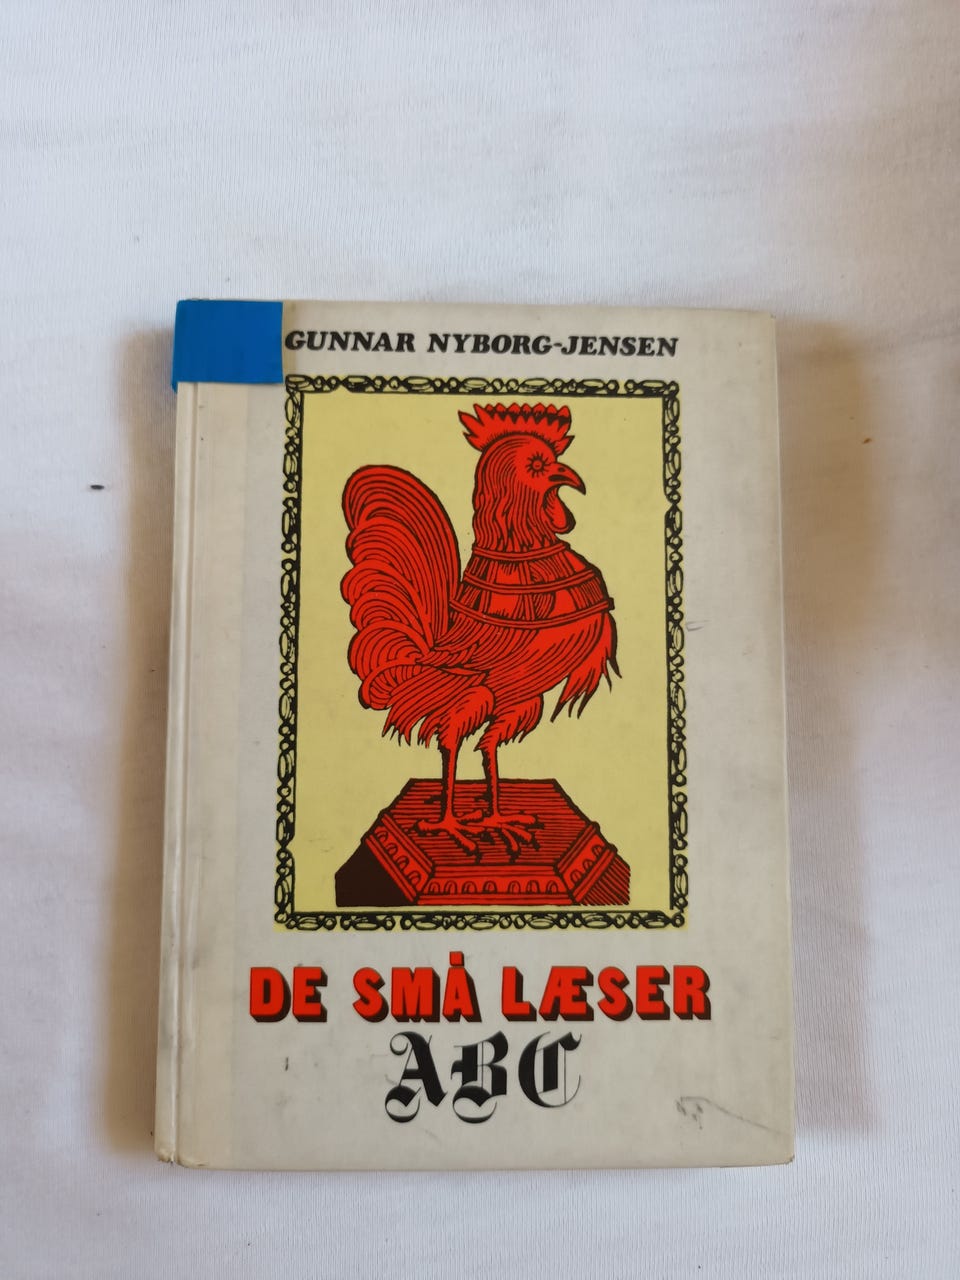 GUNNAR NYBORG-JENSEN
DE SMÅ LÆSER
ABC